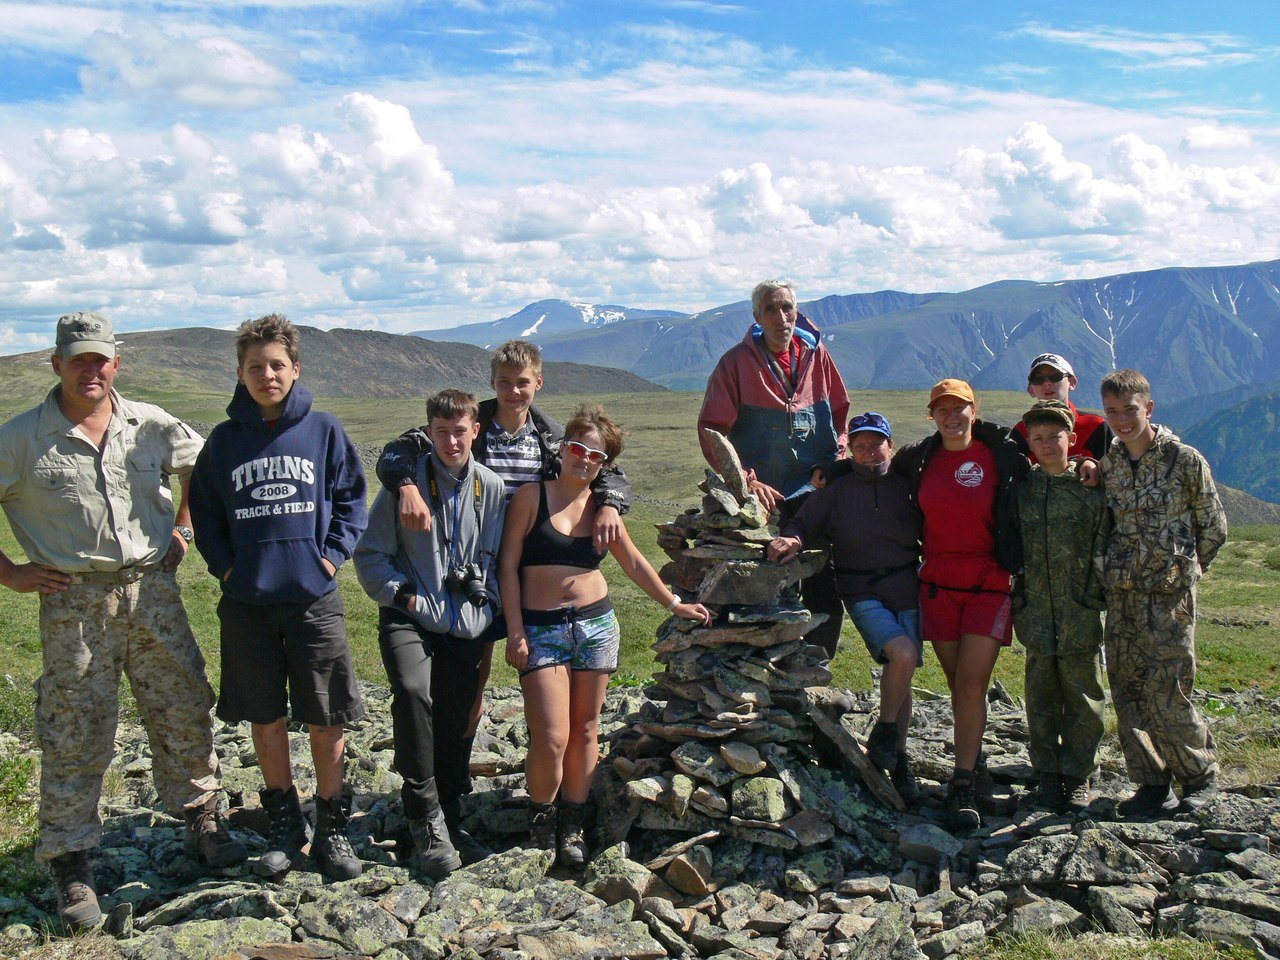 TITANS
2008
TRACK & FIELD